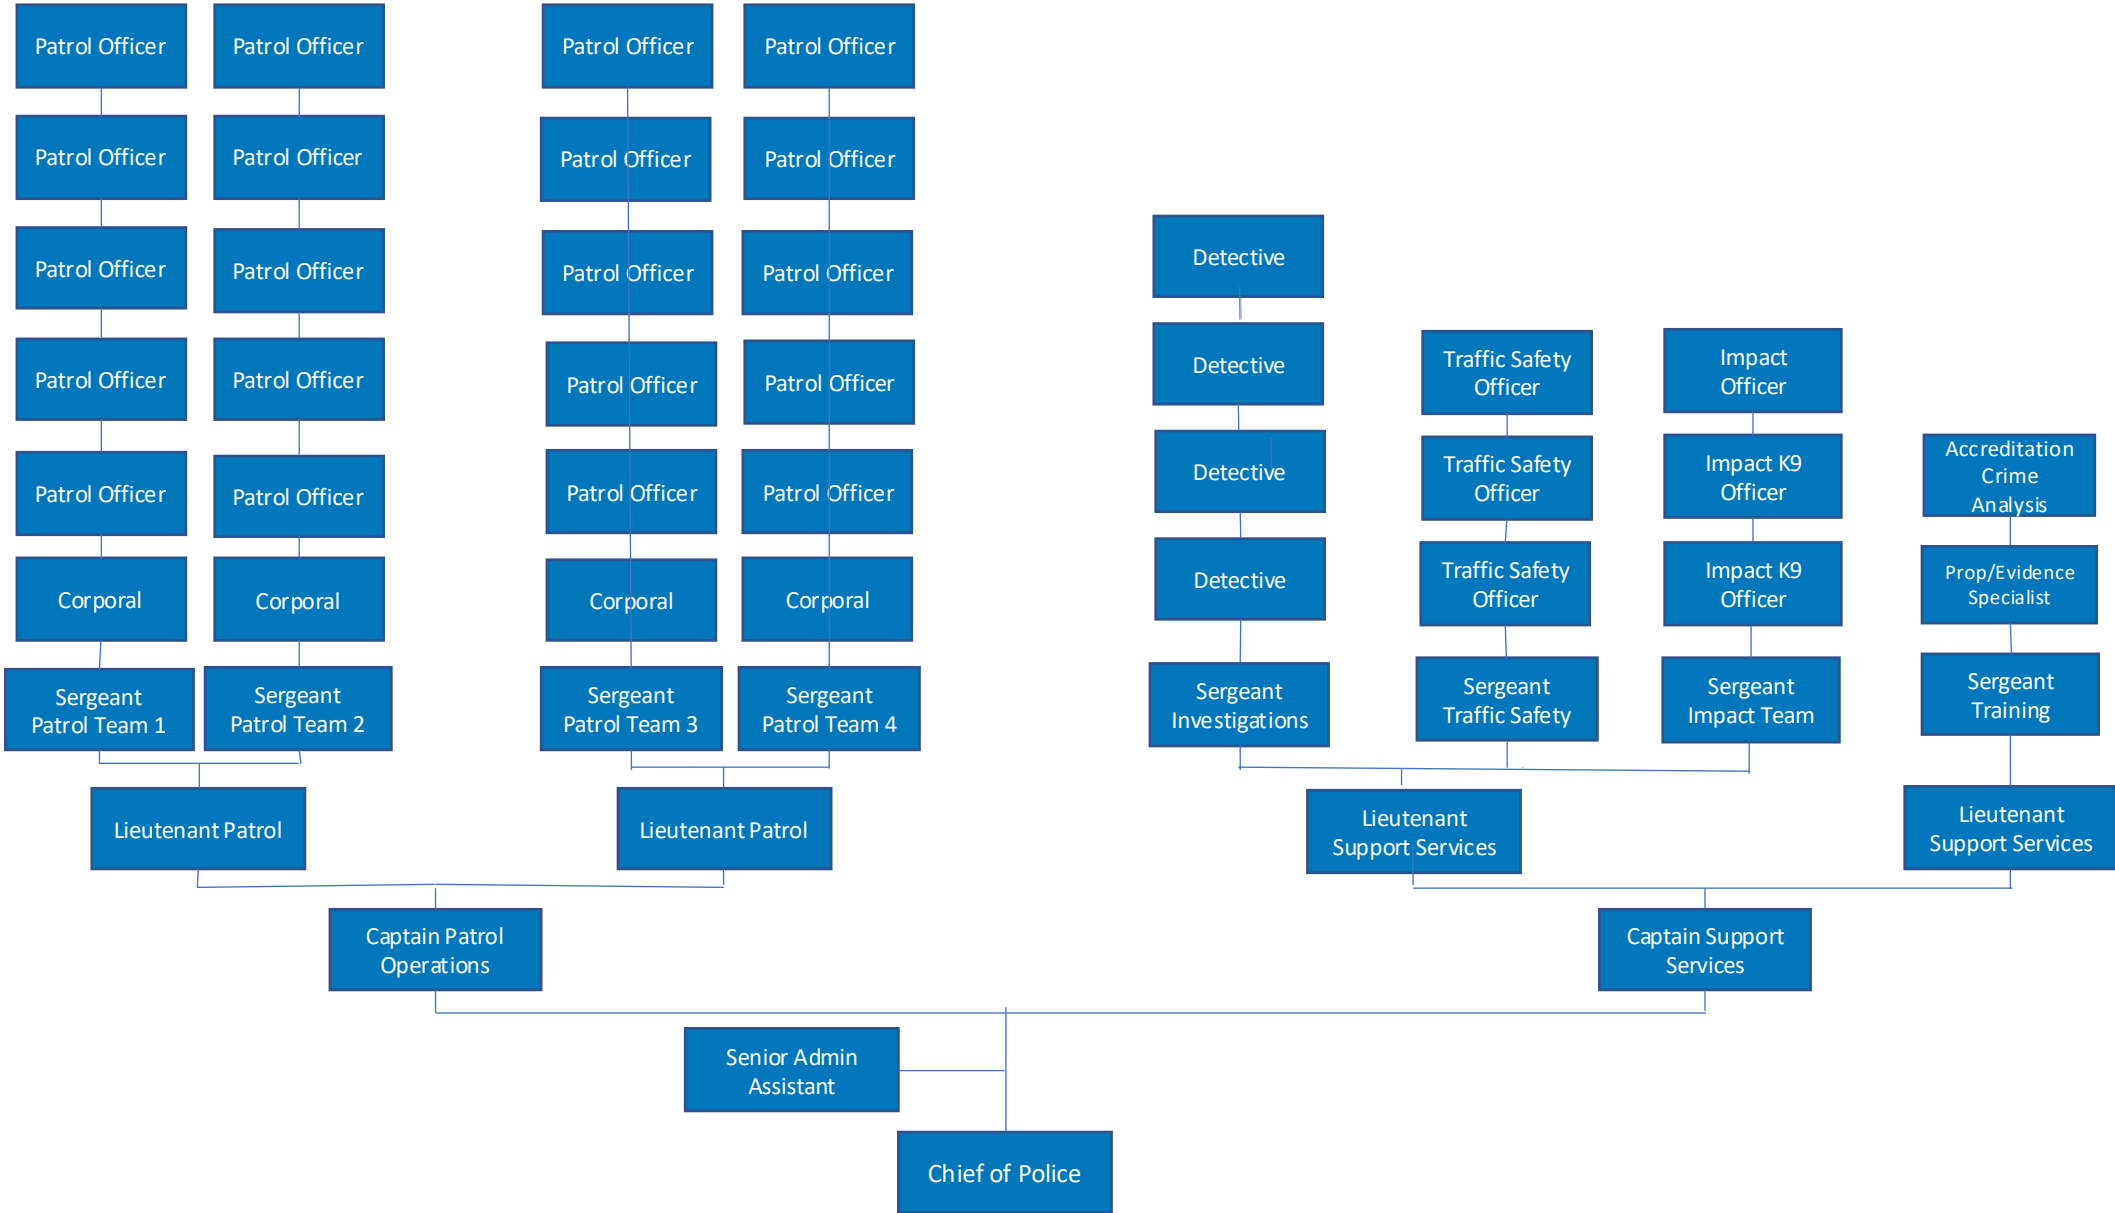 Patrol Officer
Patrol Officer
Patrol Officer
Patrol Officer
Patrol Officer
Patrol Officer
Patrol Officer
Patrol Officer
Patrol Officer
Patrol Officer
Patrol Officer
Patrol Officer
Detective
Patrol Officer
Patrol Officer
Patrol Officer
Patrol Officer
Detective
Traffic Safety
Officer
Impact
Officer
Patrol Officer
Patrol Officer
Patrol Officer
Patrol Officer
Detective
Traffic Safety
Officer
Impact K9
Officer
Accreditation
Crime
Analysis
Corporal
Corporal
Corporal
Corporal
Detective
Traffic Safety
Officer
Impact K9
Officer
Prop/Evidence
Specialist
Sergeant
Patrol Team 1
Sergeant
Patrol Team 2
Sergeant
Patrol Team 3
Sergeant
Patrol Team 4
Sergeant
Investigations
Sergeant
Traffic Safety
Sergeant
Impact Team
Sergeant
Training
Lieutenant Patrol
Lieutenant Patrol
Lieutenant
Support Services
Lieutenant
Support Services
Captain Patrol
Operations
Captain Support
Services
Senior Admin
Assistant
Chief of Police